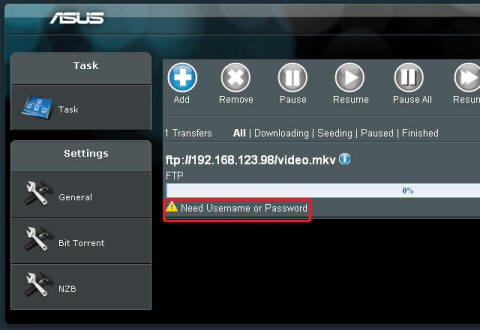 ASUS
Task
Task
Settings
General
Bit Torrent
NZB
Add
Remove
Pause
Resume
Pause All
1 Transfers
All | Downloading | Seeding | Paused | Finished
ftp://192.168.123.98/video.mkv
FTP
0%
Need Username or Password